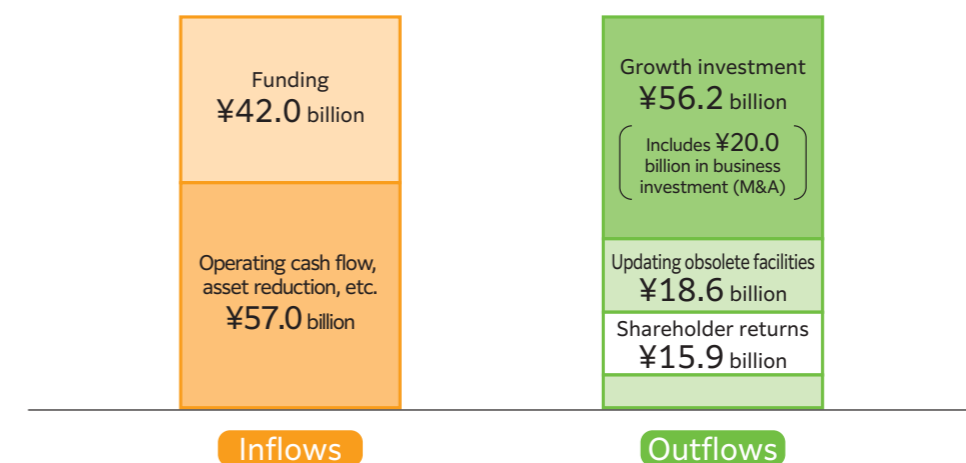 Funding
¥42.0 billion
Operating cash flow,
asset reduction, etc.
¥57.0 billion
Inflows
Growth investment
¥56.2 billion
Includes ¥20.0
billion in business
investment (M&A)
Updating obsolete facilities
¥18.6 billion
Shareholder returns
¥15.9 billion
Outflows